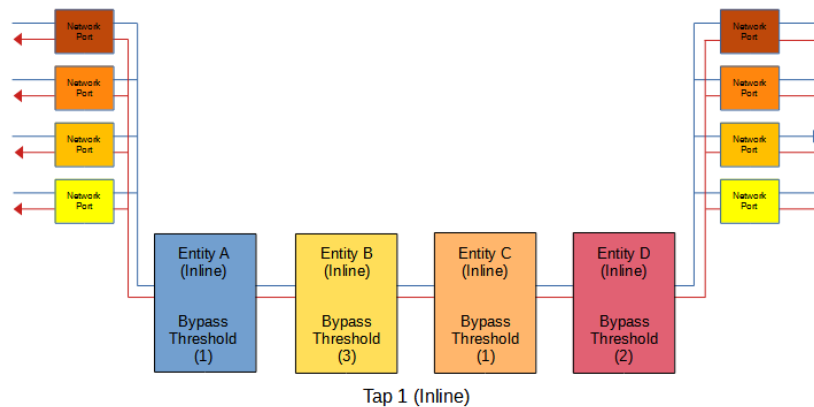 Network
Port
Network
Port
Network
Port
Network
Port
Network
Port
Network
Port
Network
Port
Network
Port
Entity A
(Inline)
Bypass
Threshold
(1)
Entity B
(Inline)
Bypass
Threshold
(3)
Entity C
(Inline)
Bypass
Threshold
(1)
Entity D
(Inline)
Bypass
Threshold
(2)
Tap 1 (Inline)